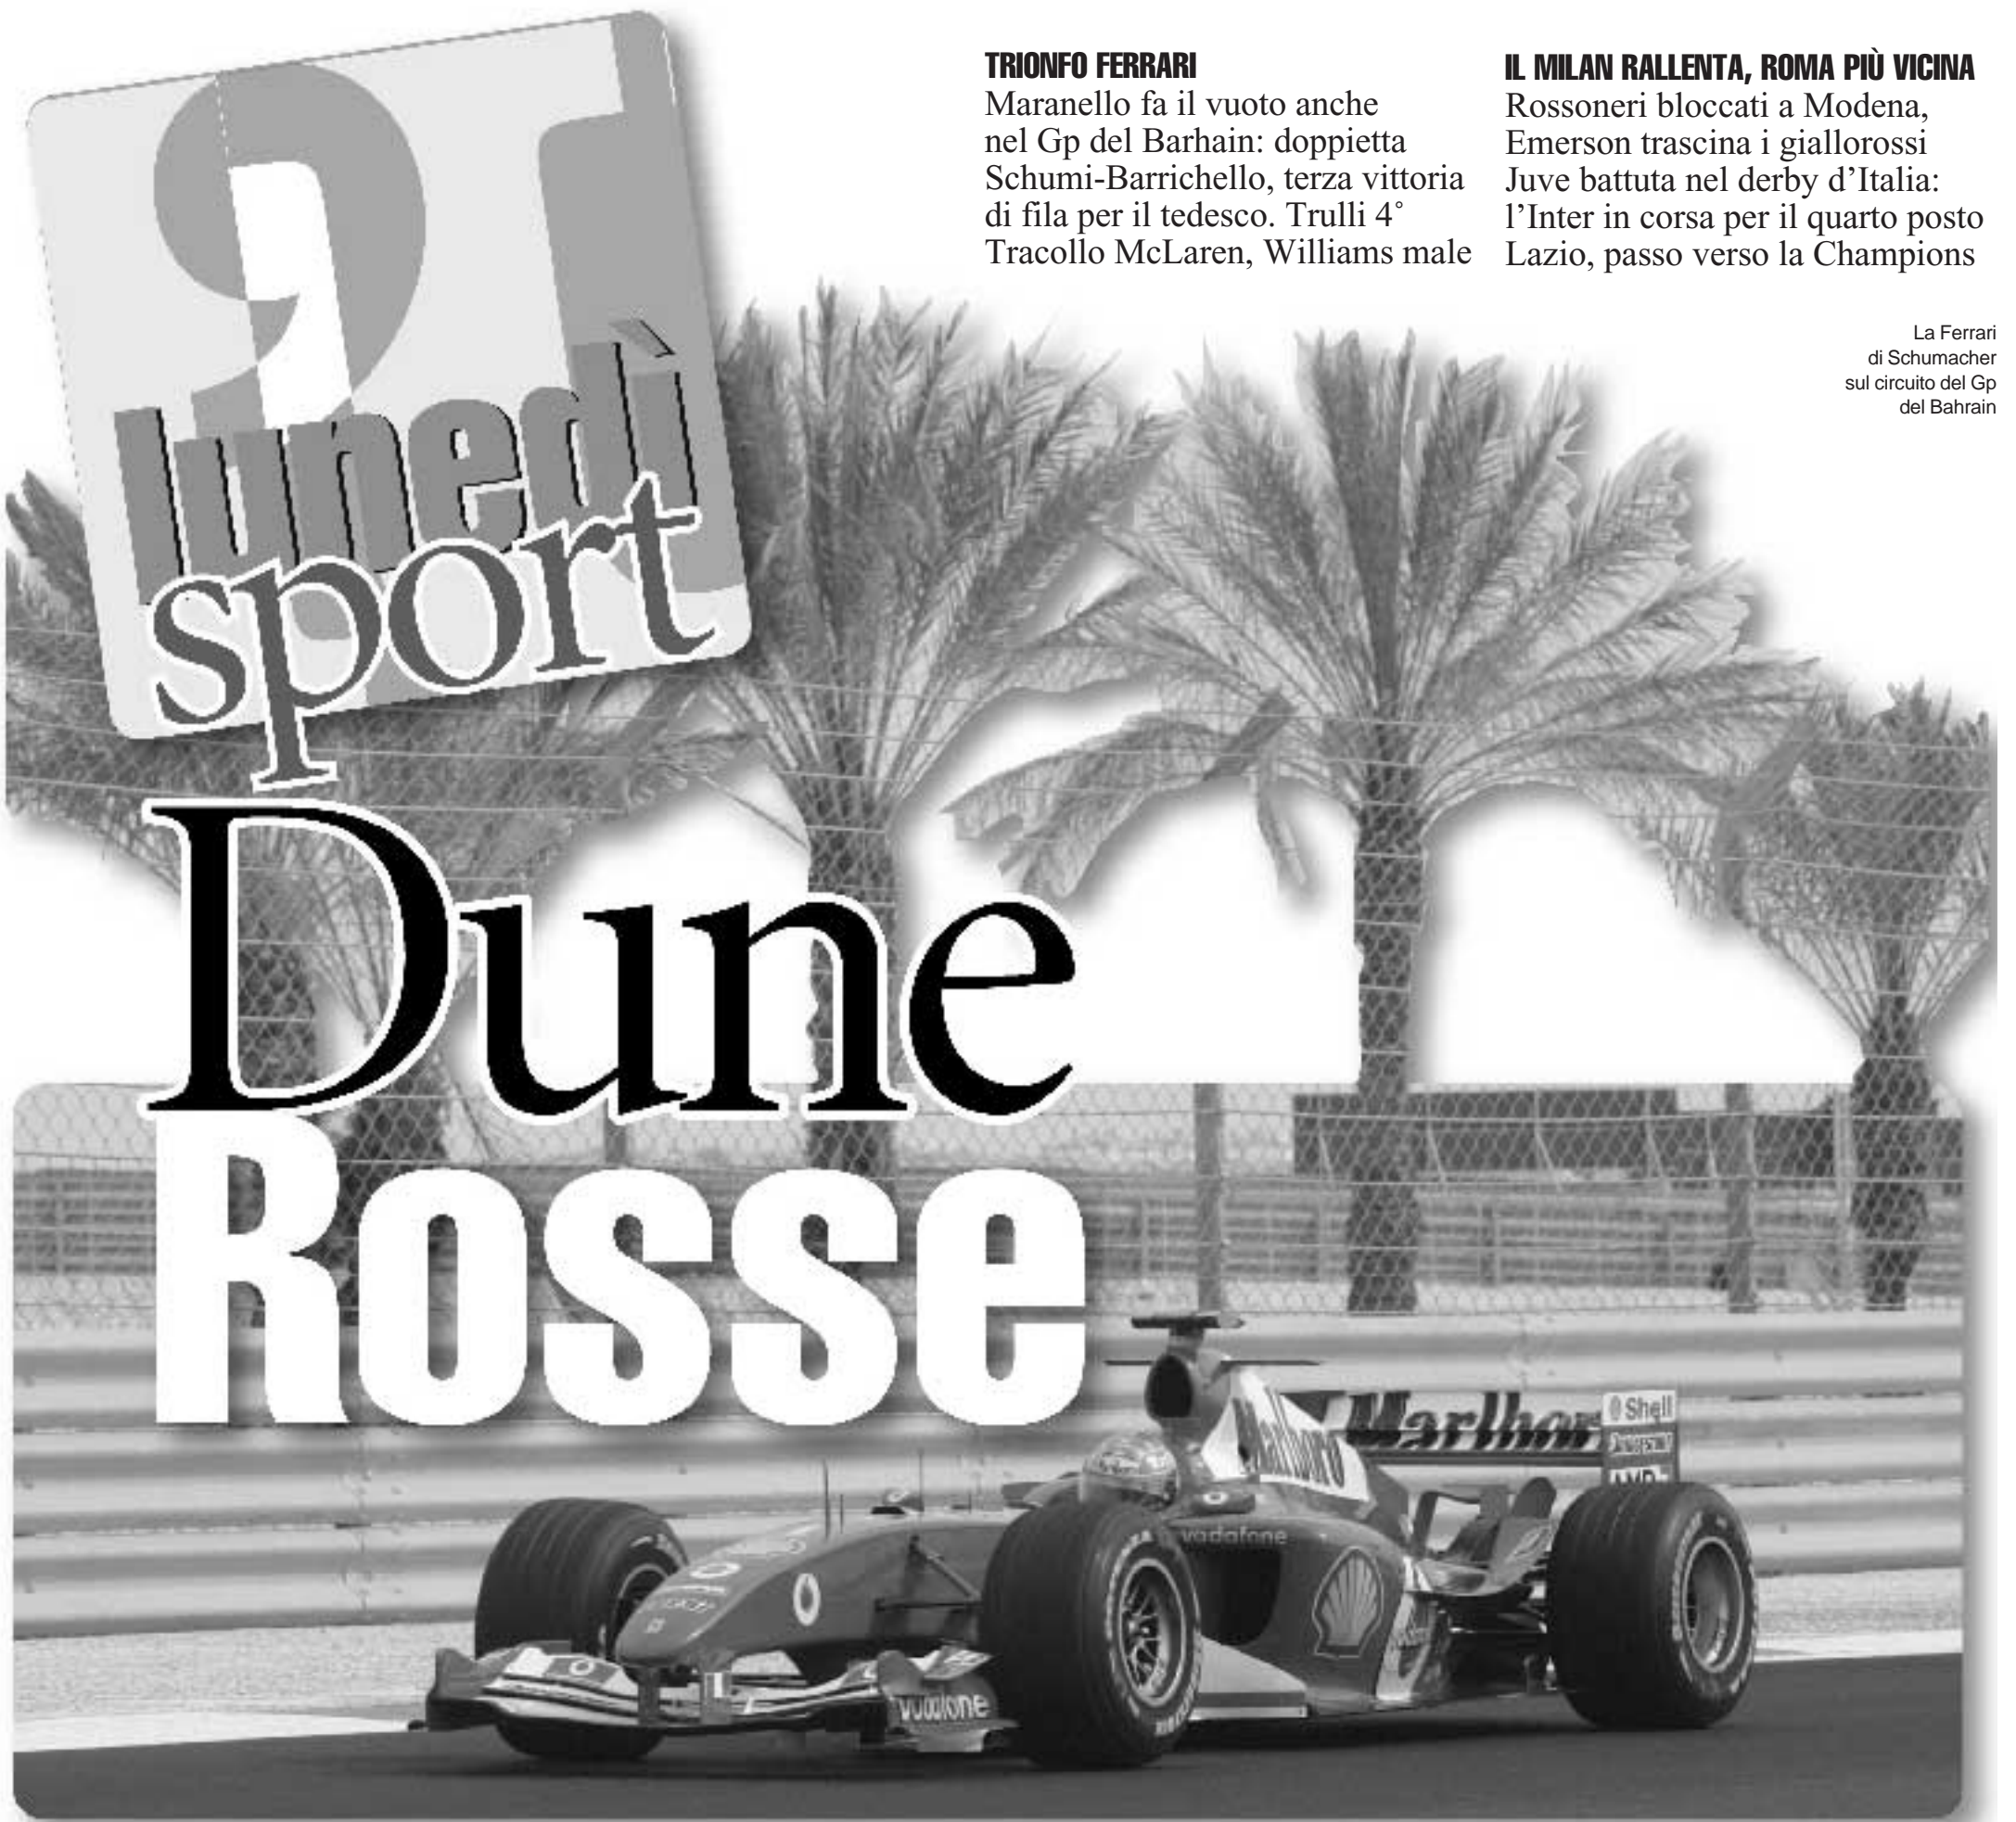 lunedì
sport
TRIONFO FERRARI
Maranello fa il vuoto anche
nel Gp del Barhain: doppietta
Schumi-Barrichello, terza vittoria
di fila per il tedesco. Trulli 4°
Tracollo McLaren, Williams male
IL MILAN RALLENTA, ROMA PIÙ VICINA
Rossoneri bloccati a Modena,
Emerson trascina i giallorossi
Juve battuta nel derby d'Italia:
l'Inter in corsa per il quarto posto
Lazio, passo verso la Champions
La Ferrari
di Schumacher
sul circuito del Gp
del Bahrain
Dune
Rosse
Marlboro
Shell
vodafone
vodafone